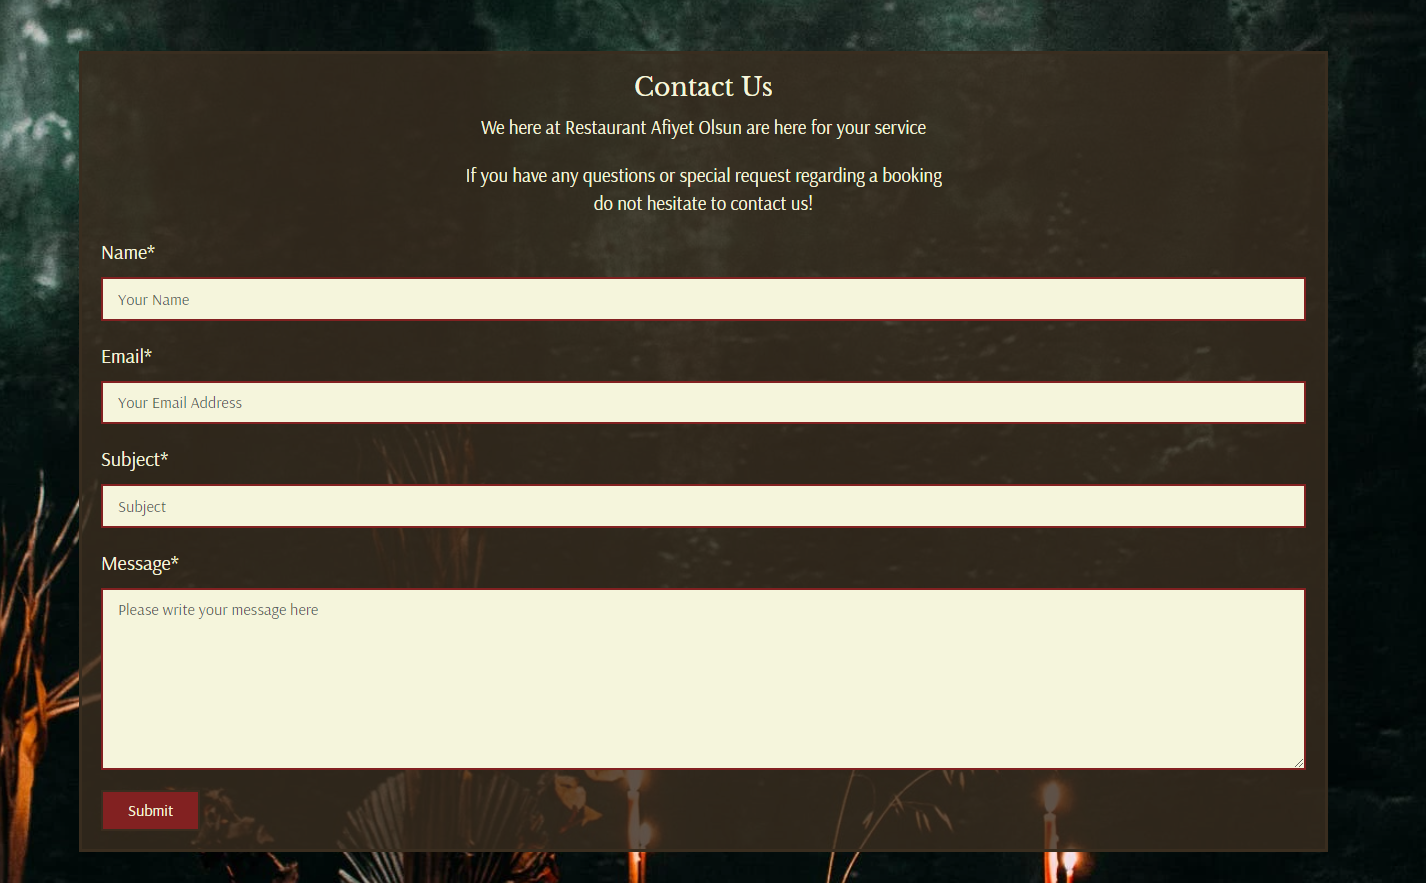 Contact Us
We here at Restaurant Afiyet Olsun are here for your service
If you have any questions or special request regarding a booking
do not hesitate to contact us!
Name*
Your Name
Email*
Your Email Address
Subject*
Subject
Message*
Please write your message here
Submit